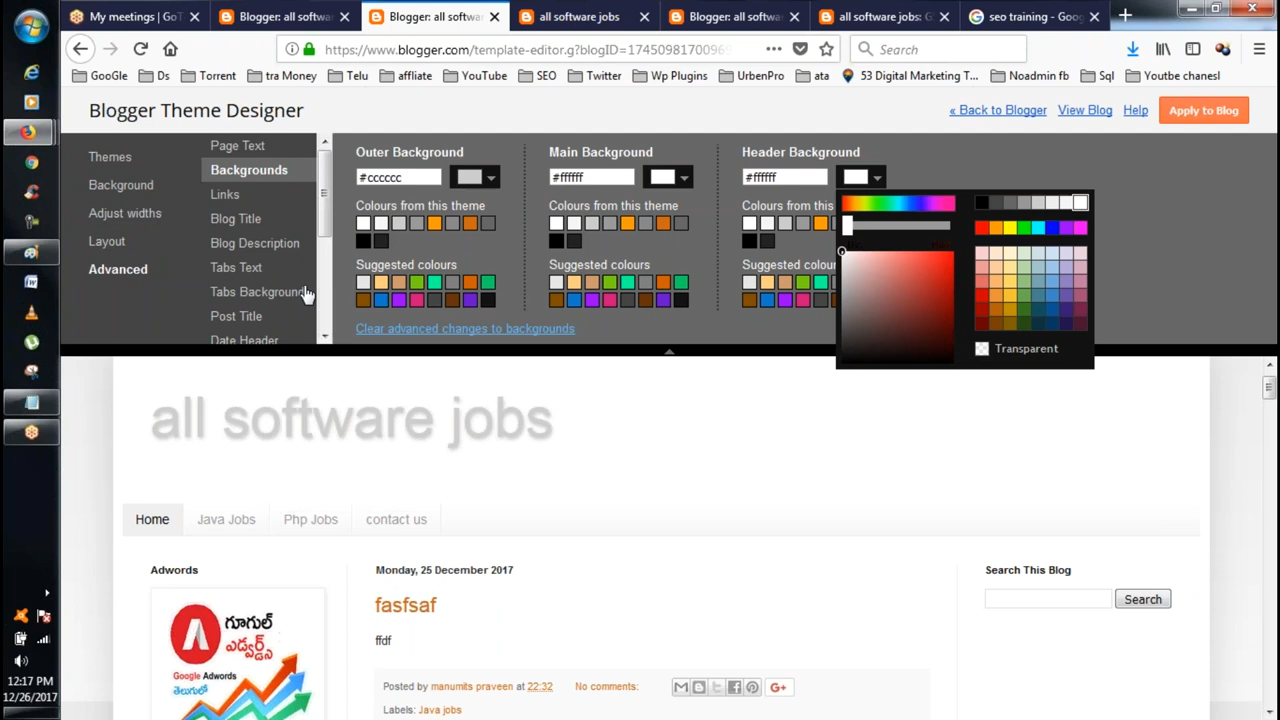 My meetings | GoT
Blogger: all software
Blogger: all softwa
all software jobs
Blogger: all softwa
all software jobs: G
seo training - Goog
https://www.blogger.com/template-editor.g?blogID=1745098170096
Search
GooGle
Ds
Torrent
tra Money
Telu
affliate
YouTube
SEO
Twitter
Wp Plugins
UrbenPro
ata
53 Digital Marketing T...
Noadmin fb
Sql
Youtbe chanesl
Blogger Theme Designer
« Back to Blogger
View Blog
Help
Apply to Blog
Themes
Background
Adjust widths
Layout
Advanced
Page Text
Backgrounds
Links
Blog Title
Blog Description
Tabs Text
Tabs Background
Post Title
Date Header
Outer Background
Main Background
Header Background
#cccccc
#ffffff
#ffffff
Colours from this theme
Colours from this theme
Colours from this
Suggested colours
Suggested colours
Suggested colours
Clear advanced changes to backgrounds
Transparent
all software jobs
Home
Java Jobs
Php Jobs
contact us
Adwords
గూగుల్
ఎడ్వర్డ్స్
Google Adwords
తెలుగులో
Monday, 25 December 2017
fasfsaf
ffdf
Posted by manumits praveen at 22:32
No comments:
Labels: Java jobs
Search This Blog
Search
12:17 PM
12/26/2017